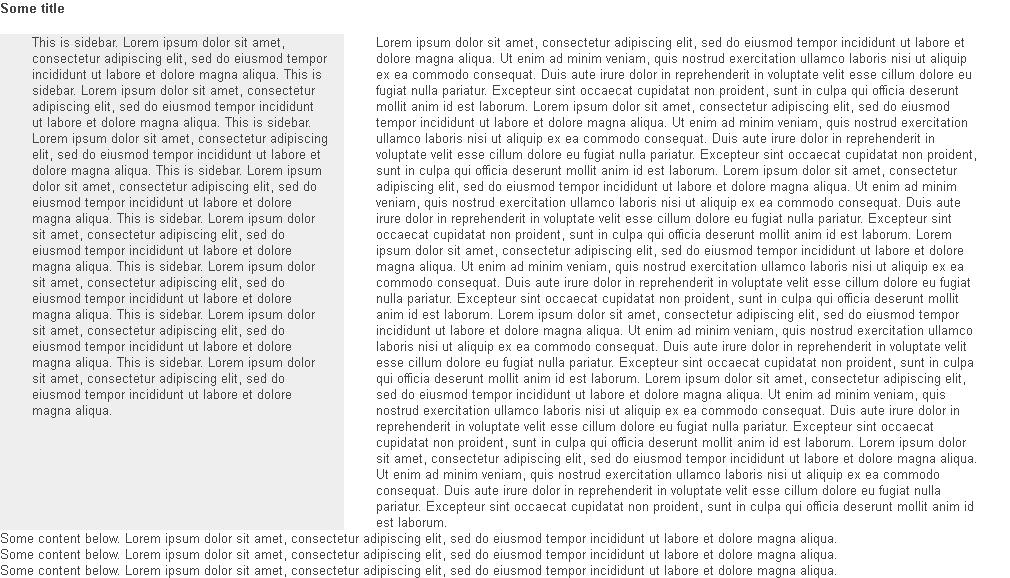 Some title
This is sidebar. Lorem ipsum dolor sit amet,
consectetur adipiscing elit, sed do eiusmod tempor
incididunt ut labore et dolore magna aliqua. This is
sidebar. Lorem ipsum dolor sit amet, consectetur
adipiscing elit, sed do eiusmod tempor incididunt
ut labore et dolore magna aliqua. This is sidebar.
Lorem ipsum dolor sit amet, consectetur adipiscing
elit, sed do eiusmod tempor incididunt ut labore et
dolore magna aliqua. This is sidebar. Lorem ipsum
dolor sit amet, consectetur adipiscing elit, sed do
eiusmod tempor incididunt ut labore et dolore
magna aliqua. This is sidebar. Lorem ipsum dolor
sit amet, consectetur adipiscing elit, sed do
eiusmod tempor incididunt ut labore et dolore
magna aliqua. This is sidebar. Lorem ipsum dolor
sit amet, consectetur adipiscing elit, sed do
eiusmod tempor incididunt ut labore et dolore
magna aliqua. This is sidebar. Lorem ipsum dolor
sit amet, consectetur adipiscing elit, sed do
eiusmod tempor incididunt ut labore et dolore
magna aliqua. This is sidebar. Lorem ipsum dolor
sit amet, consectetur adipiscing elit, sed do
eiusmod tempor incididunt ut labore et dolore
magna aliqua.
Lorem ipsum dolor sit amet, consectetur adipiscing elit, sed do eiusmod tempor incididunt ut labore et
dolore magna aliqua. Ut enim ad minim veniam, quis nostrud exercitation ullamco laboris nisi ut aliquip
ex ea commodo consequat. Duis aute irure dolor in reprehenderit in voluptate velit esse cillum dolore eu
fugiat nulla pariatur. Excepteur sint occaecat cupidatat non proident, sunt in culpa qui officia deserunt
mollit anim id est laborum. Lorem ipsum dolor sit amet, consectetur adipiscing elit, sed do eiusmod
tempor incididunt ut labore et dolore magna aliqua. Ut enim ad minim veniam, quis nostrud exercitation
ullamco laboris nisi ut aliquip ex ea commodo consequat. Duis aute irure dolor in reprehenderit in
voluptate velit esse cillum dolore eu fugiat nulla pariatur. Excepteur sint occaecat cupidatat non proident,
sunt in culpa qui officia deserunt mollit anim id est laborum. Lorem ipsum dolor sit amet, consectetur
adipiscing elit, sed do eiusmod tempor incididunt ut labore et dolore magna aliqua. Ut enim ad minim
veniam, quis nostrud exercitation ullamco laboris nisi ut aliquip ex ea commodo consequat. Duis aute
irure dolor in reprehenderit in voluptate velit esse cillum dolore eu fugiat nulla pariatur. Excepteur sint
occaecat cupidatat non proident, sunt in culpa qui officia deserunt mollit anim id est laborum. Lorem
ipsum dolor sit amet, consectetur adipiscing elit, sed do eiusmod tempor incididunt ut labore et dolore
magna aliqua. Ut enim ad minim veniam, quis nostrud exercitation ullamco laboris nisi ut aliquip ex ea
commodo consequat. Duis aute irure dolor in reprehenderit in voluptate velit esse cillum dolore eu fugiat
nulla pariatur. Excepteur sint occaecat cupidatat non proident, sunt in culpa qui officia deserunt mollit
anim id est laborum. Lorem ipsum dolor sit amet, consectetur adipiscing elit, sed do eiusmod tempor
incididunt ut labore et dolore magna aliqua. Ut enim ad minim veniam, quis nostrud exercitation ullamco
laboris nisi ut aliquip ex ea commodo consequat. Duis aute irure dolor in reprehenderit in voluptate velit
esse cillum dolore eu fugiat nulla pariatur. Excepteur sint occaecat cupidatat non proident, sunt in culpa
qui officia deserunt mollit anim id est laborum. Lorem ipsum dolor sit amet, consectetur adipiscing elit,
sed do eiusmod tempor incididunt ut labore et dolore magna aliqua. Ut enim ad minim veniam, quis
nostrud exercitation ullamco laboris nisi ut aliquip ex ea commodo consequat. Duis aute irure dolor in
reprehenderit in voluptate velit esse cillum dolore eu fugiat nulla pariatur. Excepteur sint occaecat
cupidatat non proident, sunt in culpa qui officia deserunt mollit anim id est laborum. Lorem ipsum dolor
sit amet, consectetur adipiscing elit, sed do eiusmod tempor incididunt ut labore et dolore magna aliqua.
Ut enim ad minim veniam, quis nostrud exercitation ullamco laboris nisi ut aliquip ex ea commodo
consequat. Duis aute irure dolor in reprehenderit in voluptate velit esse cillum dolore eu fugiat nulla
pariatur. Excepteur sint occaecat cupidatat non proident, sunt in culpa qui officia deserunt mollit anim id
est laborum.
Some content below. Lorem ipsum dolor sit amet, consectetur adipiscing elit, sed do eiusmod tempor incididunt ut labore et dolore magna aliqua.
Some content below. Lorem ipsum dolor sit amet, consectetur adipiscing elit, sed do eiusmod tempor incididunt ut labore et dolore magna aliqua.
Some content below. Lorem ipsum dolor sit amet, consectetur adipiscing elit, sed do eiusmod tempor incididunt ut labore et dolore magna aliqua.